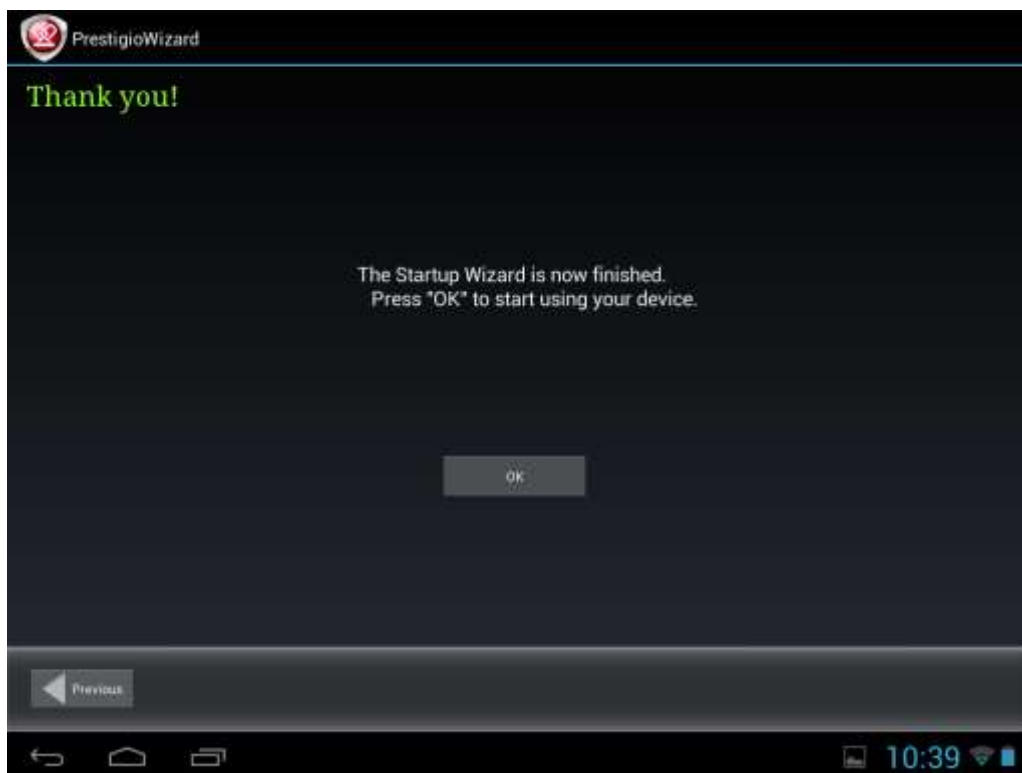 PrestigioWizard
Thank you!
The Startup Wizard is now finished.
Press "OK" to start using your device.
OK
Previous
10:39